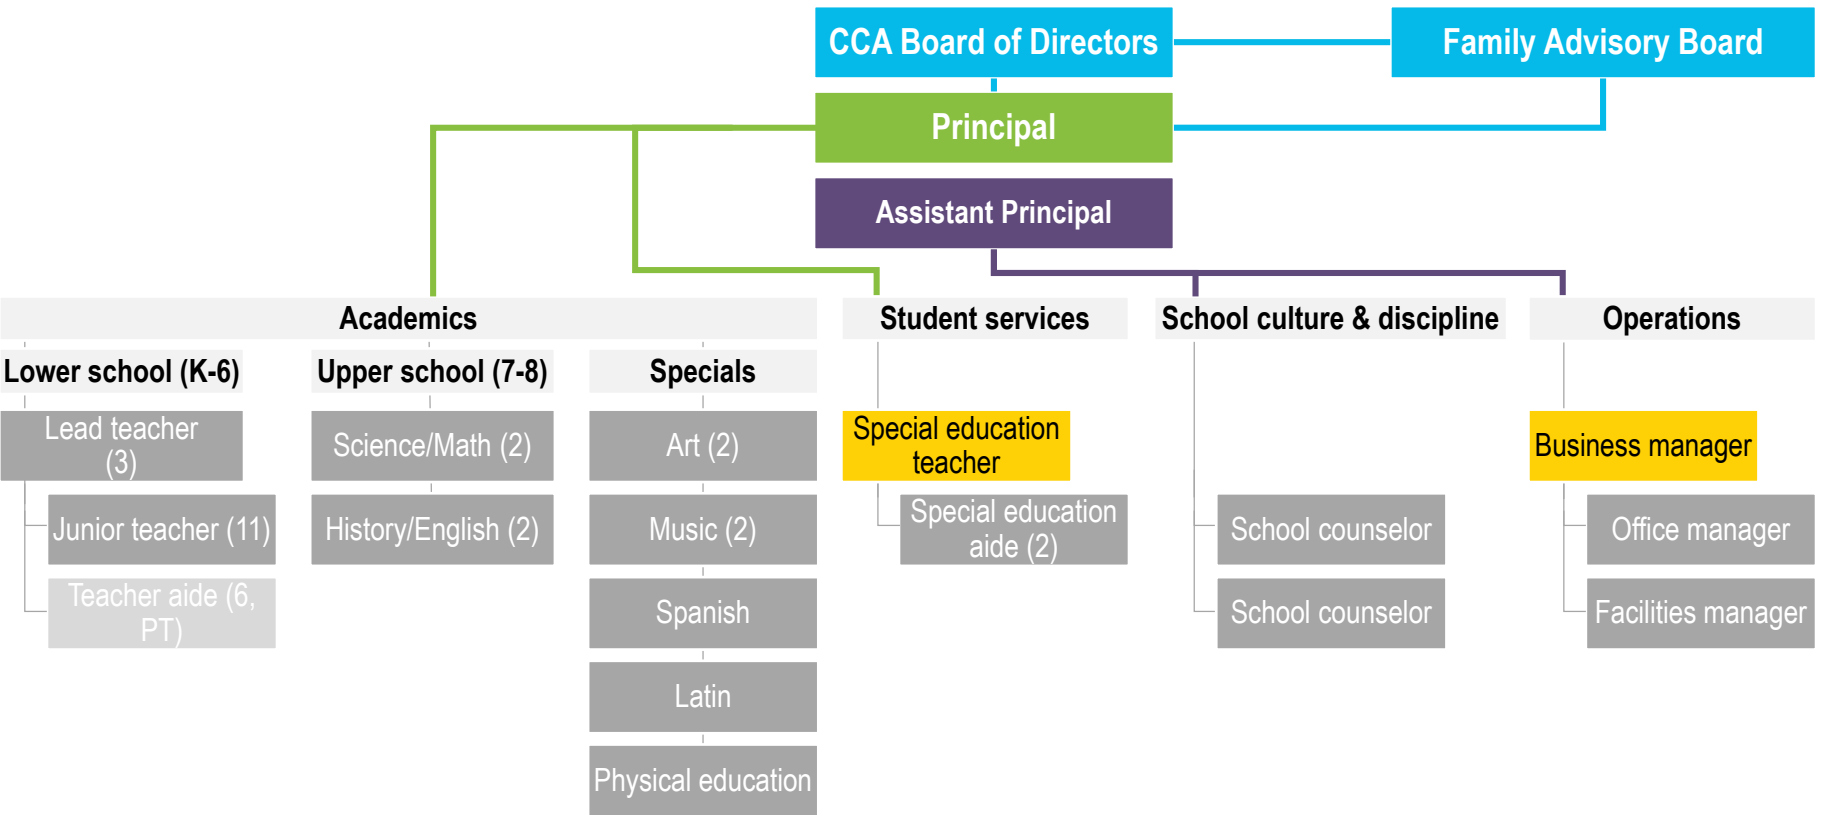 CCA Board of Directors
Family Advisory Board
Principal
Assistant Principal
Academics
Student services
School culture & discipline
Operations
Lower school (K-6)
Upper school (7-8)
Specials
Lead teacher
(3)
Science/Math (2)
Art (2)
Special education
teacher
Business manager
Junior teacher (11)
History/English (2)
Music (2)
Special education
aide (2)
School counselor
Office manager
Teacher aide (6,
PT)
Spanish
School counselor
Facilities manager
Latin
Physical education